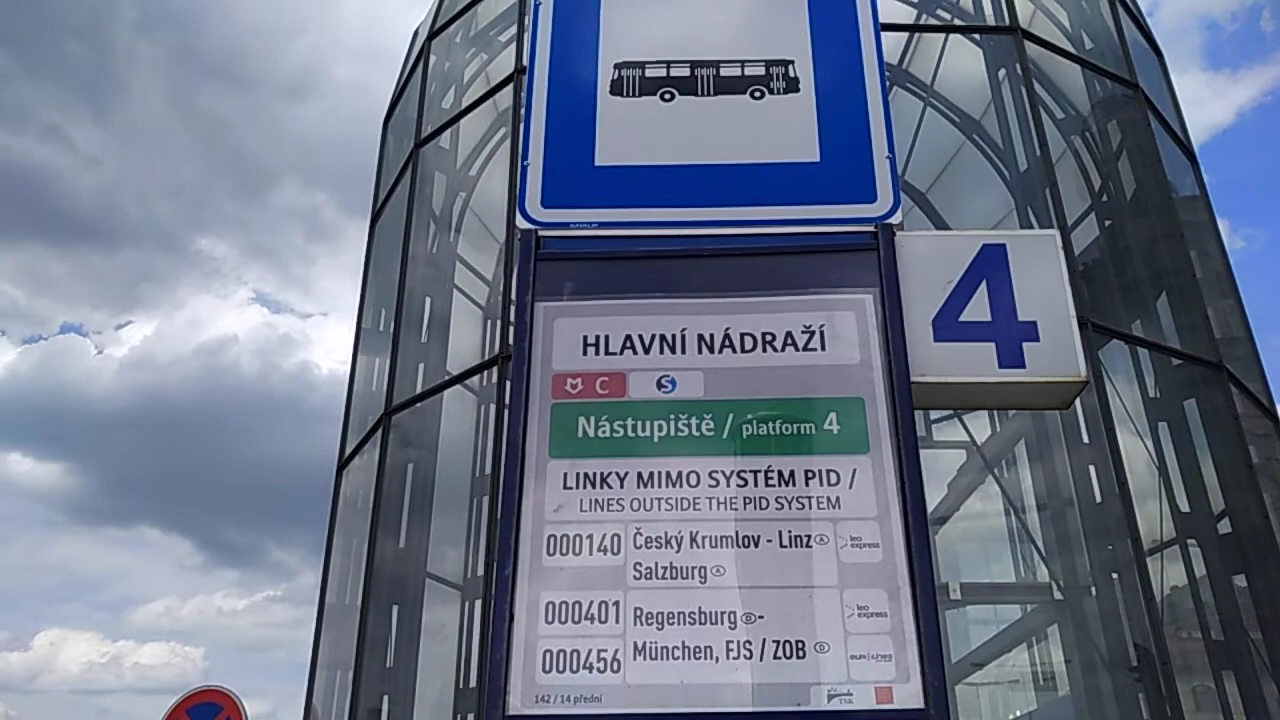 4
HLAVNÍ NÁDRAŽÍ
C S
Nástupiště / platform 4
LINKY MIMO SYSTÉM PID /
LINES OUTSIDE THE PID SYSTEM
000140 Český Krumlov - Linz Ⓐ leo express
Salzburg Ⓐ
000401 Regensburg Ⓓ- leo express
000456 München, FJS / ZOB Ⓓ
142 / 14 přední TSK